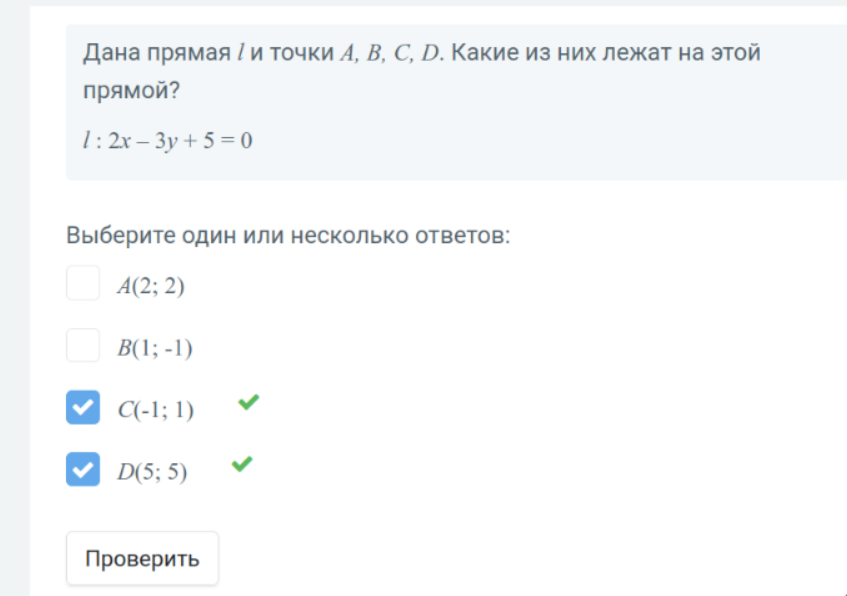 Дана прямая l и точки A, B, C, D. Какие из них лежат на этой
прямой?
l : 2x – 3y + 5 = 0
Выберите один или несколько ответов:
A(2; 2)
B(1; -1)
C(-1; 1)
D(5; 5)
Проверить